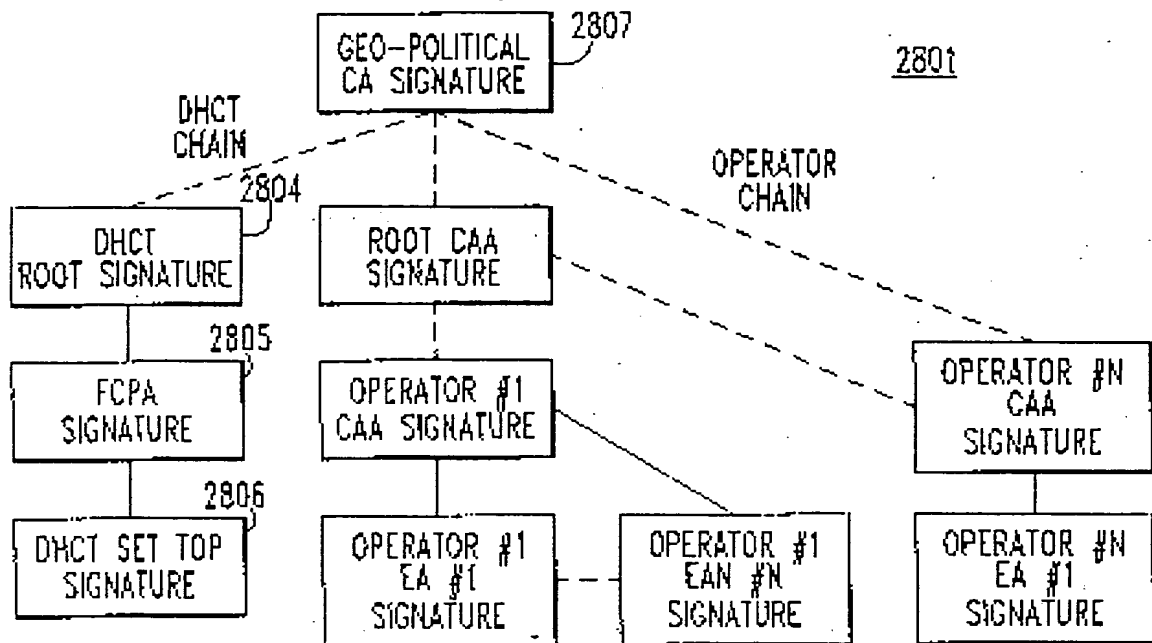 2807
GEO-POLITICAL
CA SIGNATURE
2801
DHCT
CHAIN
OPERATOR
CHAIN
2804
DHCT
ROOT SIGNATURE
ROOT CAA
SIGNATURE
2805
FCPA
SIGNATURE
OPERATOR #1
CAA SIGNATURE
OPERATOR #N
CAA
SIGNATURE
2806
DHCT SET TOP
SIGNATURE
OPERATOR #1
EA #1
SIGNATURE
OPERATOR #1
EAN #N
SIGNATURE
OPERATOR #N
EA #1
SIGNATURE